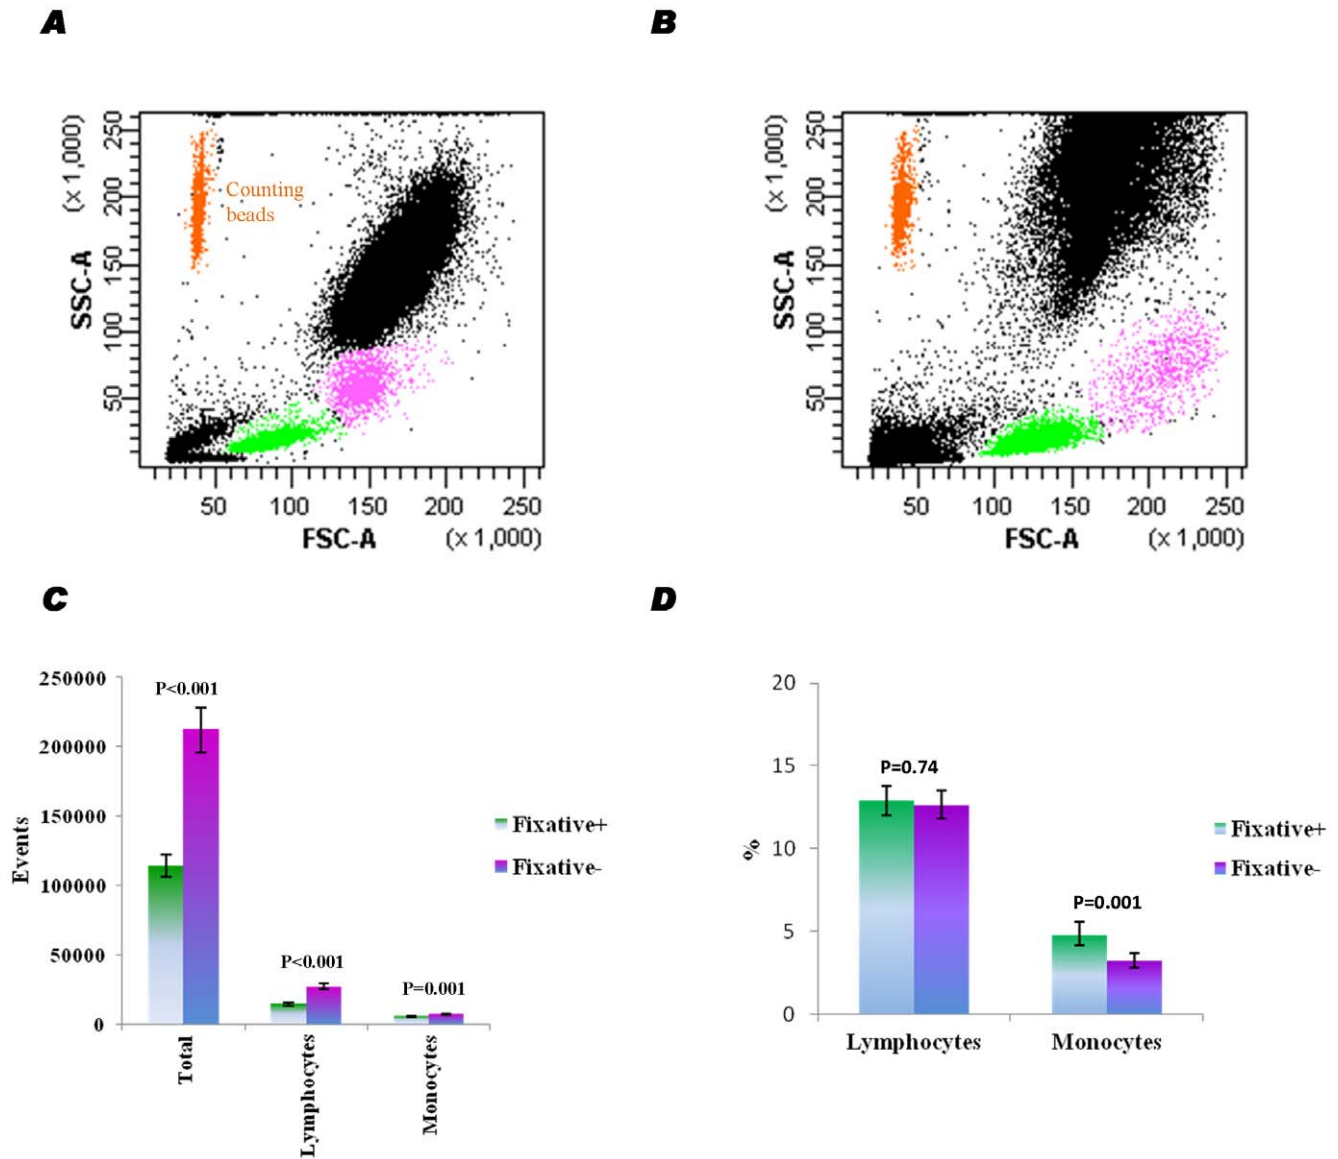 A
B
(x 1,000)
SSC-A
250
200
150
100
50
Counting
beads
50
100
150
200
250
FSC-A
(x 1,000)
(x 1,000)
SSC-A
250
200
150
100
50
50
100
150
200
250
FSC-A
(x 1,000)
C
D
Events
250000
200000
150000
100000
50000
0
P<0.001
P<0.001
P=0.001
Total
Lymphocytes
Monocytes
Fixative+
Fixative-
%
20
15
10
5
0
P=0.74
P=0.001
Lymphocytes
Monocytes
Fixative+
Fixative-